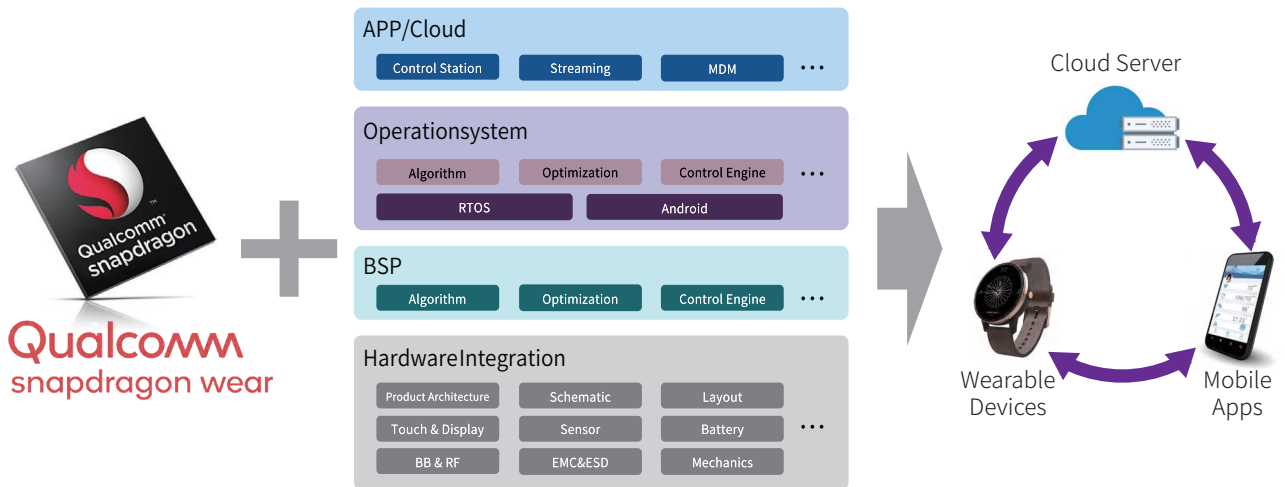 Qualcomm
snapdragon
™
Qualcomm
snapdragon wear
APP/Cloud
Control Station
Streaming
MDM
...
Operationsystem
Algorithm
Optimization
Control Engine
...
RTOS
Android
BSP
Algorithm
Optimization
Control Engine
...
HardwareIntegration
Product Architecture
Schematic
Layout
Touch & Display
Sensor
Battery
...
BB & RF
EMC&ESD
Mechanics
Cloud Server
Wearable
Devices
Mobile
Apps